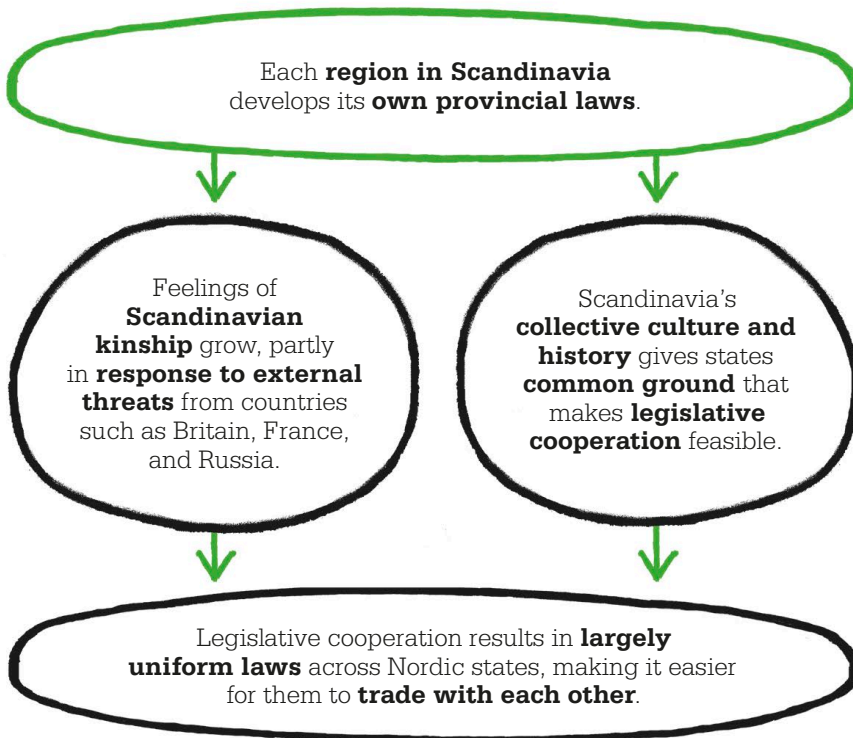 Each region in Scandinavia
develops its own provincial laws.
Feelings of
Scandinavian
kinship grow, partly
in response to external
threats from countries
such as Britain, France,
and Russia.
Scandinavia’s
collective culture and
history gives states
common ground that
makes legislative
cooperation feasible.
Legislative cooperation results in largely
uniform laws across Nordic states, making it easier
for them to trade with each other.